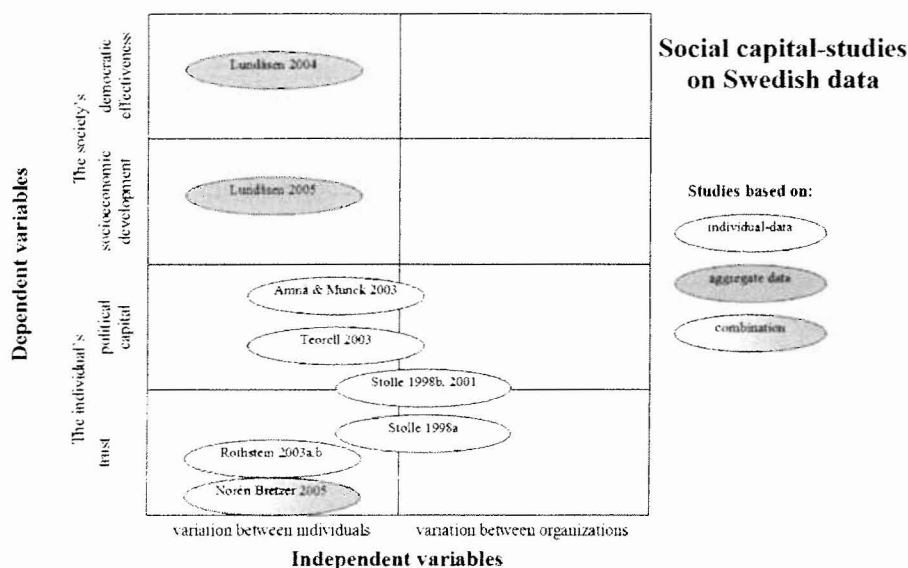 Social capital-studies
on Swedish data
Dependent variables
The society's
democratic
effectiveness
socioeconomic
development
The individual's
political
capital
trust
Lundåsen 2004
Lundåsen 2005
Amnå & Munck 2003
Teorell 2003
Stolle 1998b, 2001
Stolle 1998a
Rothstein 2003a,b
Norén Bretzer 2005
variation between individuals
variation between organizations
Independent variables
Studies based on:
individual-data
aggregate data
combination